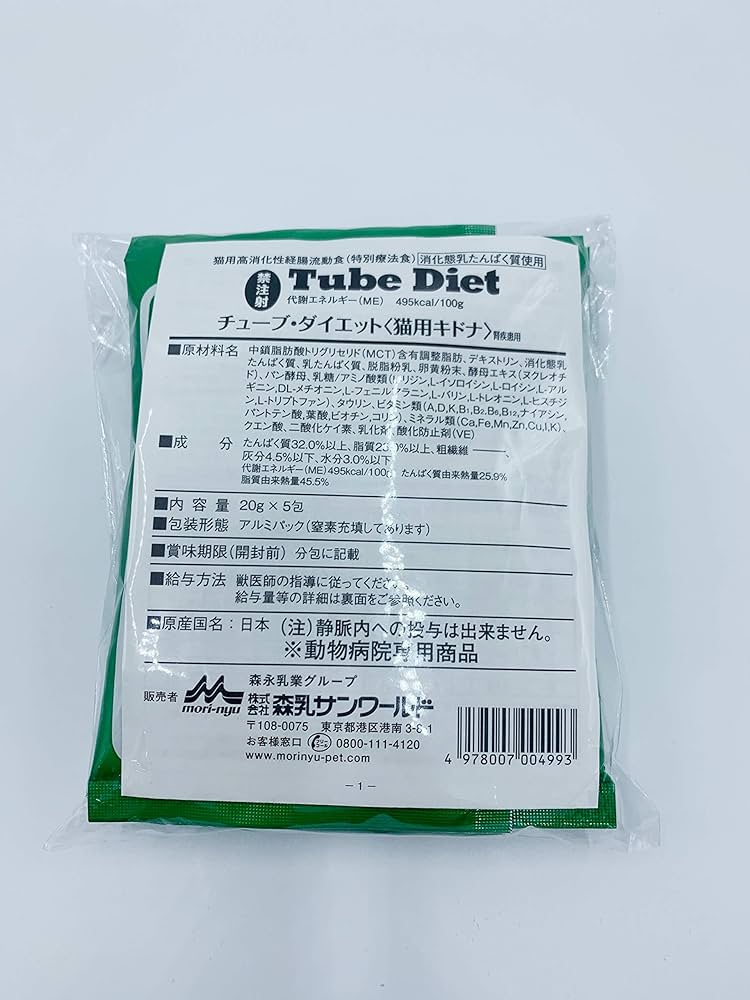 猫用高消化性経腸流動食(特別療法食) 消化態乳たんぱく質使用
禁注射 Tube Diet
代謝エネルギー(ME) 495kcal/100g
チューブ・ダイエット〈猫用キドナ〉腎疾患用
■原材料名 中鎖脂肪酸トリグリセリド(MCT)含有調整脂肪、デキストリン、消化態乳
たんぱく質、乳たんぱく質、脱脂粉乳、卵黄粉末、酵母エキス(ヌクレオチ
ド)、パン酵母、乳糖/アミノ酸類(L-リジン、L-イソロイシン、L-ロイシン、L-アル
ギニン、DL-メチオニン、L-フェニルアラニン、L-バリン、L-トレオニン、L-ヒスチジ
ン、L-トリプトファン)、タウリン、ビタミン類(A,D,K,B1,B2,B6,B12,ナイアシン,
パントテン酸,葉酸,ビオチン,コリン)、ミネラル類(Ca,Fe,Mn,Zn,Cu,I,K)、
クエン酸、二酸化ケイ素、乳化剤、酸化防止剤(VE)
■成 分 たんぱく質32.0%以上、脂質23.0%以上、粗繊維 ――、
灰分4.5%以下、水分3.0%以下、
代謝エネルギー(ME)495kcal/100g たんぱく質由来熱量25.9%
脂質由来熱量45.5%
■内容量 20g×5包
■包装形態 アルミパック(窒素充填してあります)
■賞味期限(開封前) 分包に記載
■給与方法 獣医師の指導に従ってください。
給与量等の詳細は裏面をご参照ください。
■原産国名:日本 (注)静脈内への投与は出来ません。
※動物病院専用商品
森永乳業グループ
販売者 mori-nyu 株式会社 森乳サンワールド
〒108-0075 東京都港区港南 3-8-1
お客様窓口 0800-111-4120
www.morinyu-pet.com
4 978007 004993
-1-